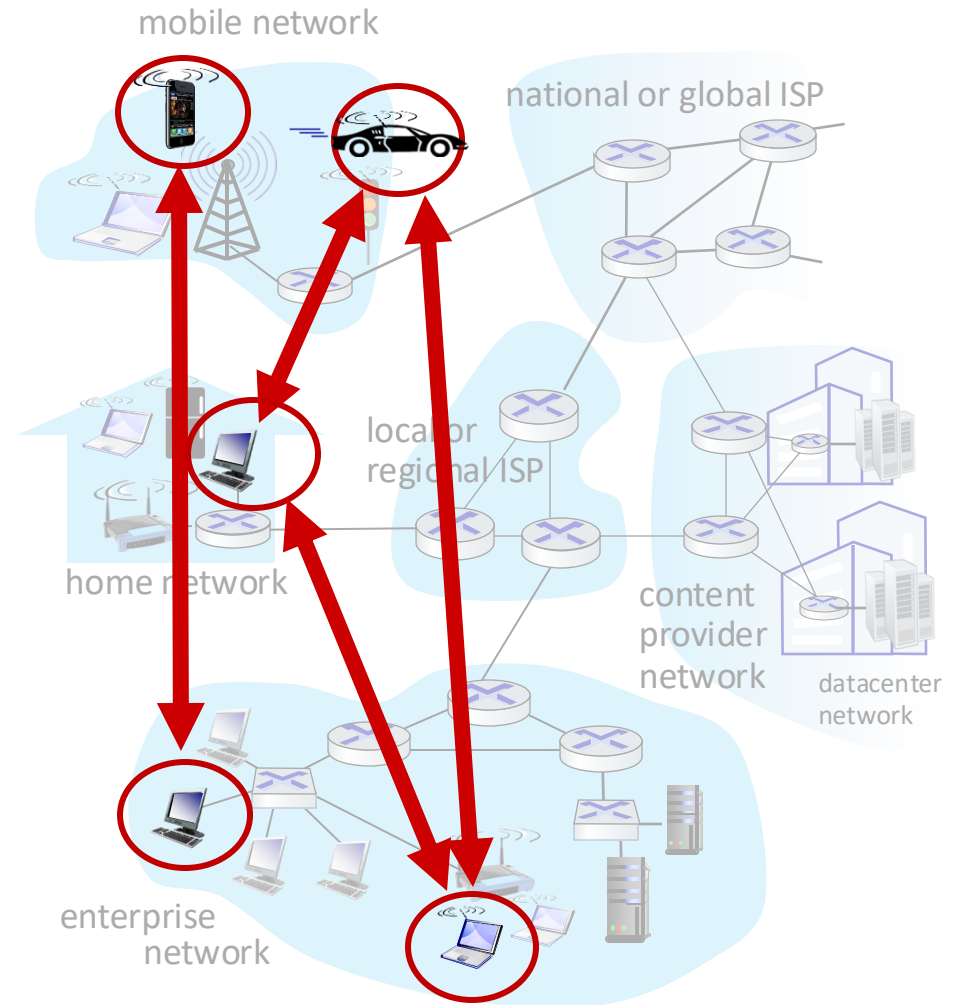 mobile network
national or global ISP
local or
regional ISP
home network
content
provider
network
datacenter
network
enterprise
network